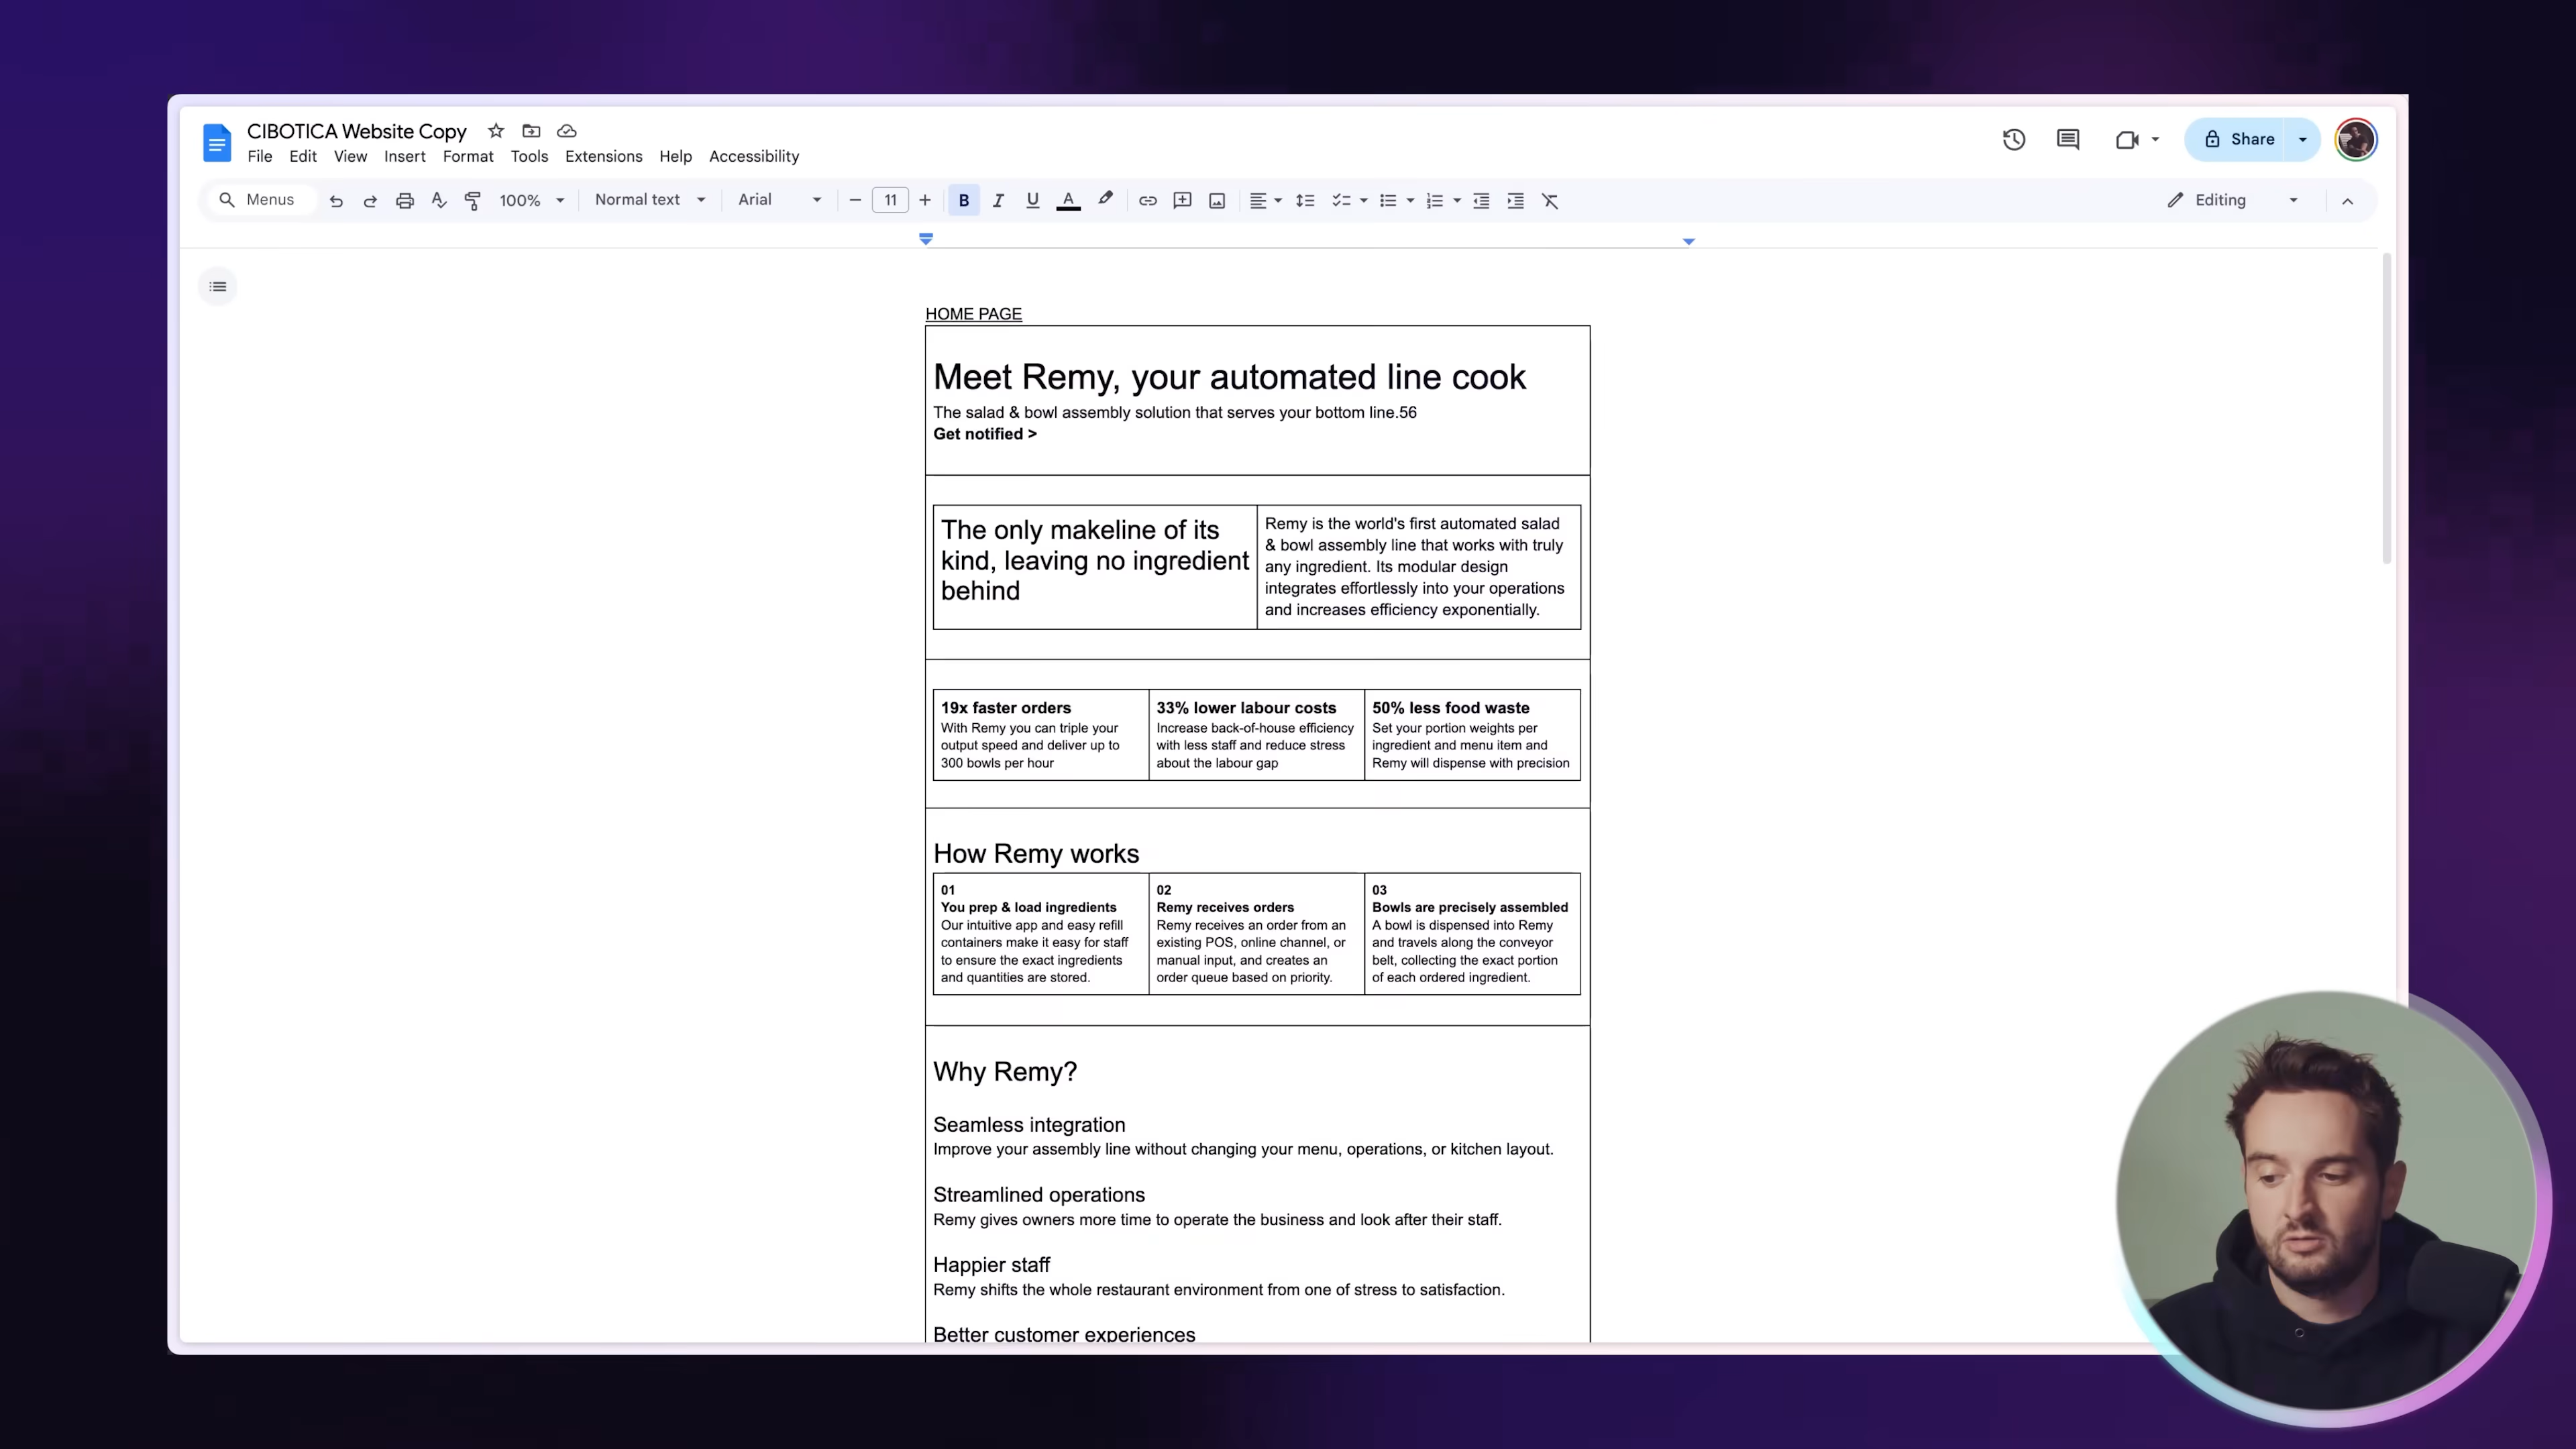 CIBOTICA Website Copy
File Edit View Insert Format Tools Extensions Help Accessibility
Share
Menus 100% Normal text Arial 11 B I U A Editing
HOME PAGE
Meet Remy, your automated line cook
The salad & bowl assembly solution that serves your bottom line.56
Get notified >
The only makeline of its
kind, leaving no ingredient
behind
Remy is the world's first automated salad
& bowl assembly line that works with truly
any ingredient. Its modular design
integrates effortlessly into your operations
and increases efficiency exponentially.
19x faster orders
With Remy you can triple your
output speed and deliver up to
300 bowls per hour
33% lower labour costs
Increase back-of-house efficiency
with less staff and reduce stress
about the labour gap
50% less food waste
Set your portion weights per
ingredient and menu item and
Remy will dispense with precision
How Remy works
01
You prep & load ingredients
Our intuitive app and easy refill
containers make it easy for staff
to ensure the exact ingredients
and quantities are stored.
02
Remy receives orders
Remy receives an order from an
existing POS, online channel, or
manual input, and creates an
order queue based on priority.
03
Bowls are precisely assembled
A bowl is dispensed into Remy
and travels along the conveyor
belt, collecting the exact portion
of each ordered ingredient.
Why Remy?
Seamless integration
Improve your assembly line without changing your menu, operations, or kitchen layout.
Streamlined operations
Remy gives owners more time to operate the business and look after their staff.
Happier staff
Remy shifts the whole restaurant environment from one of stress to satisfaction.
Better customer experiences